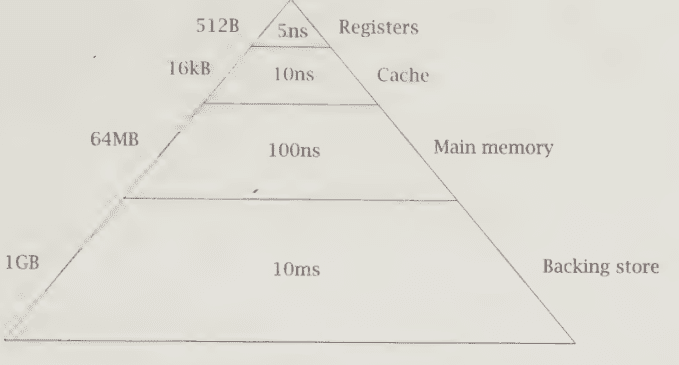 512B 5ns Registers
16kB 10ns Cache
64MB 100ns Main memory
1GB 10ms Backing store